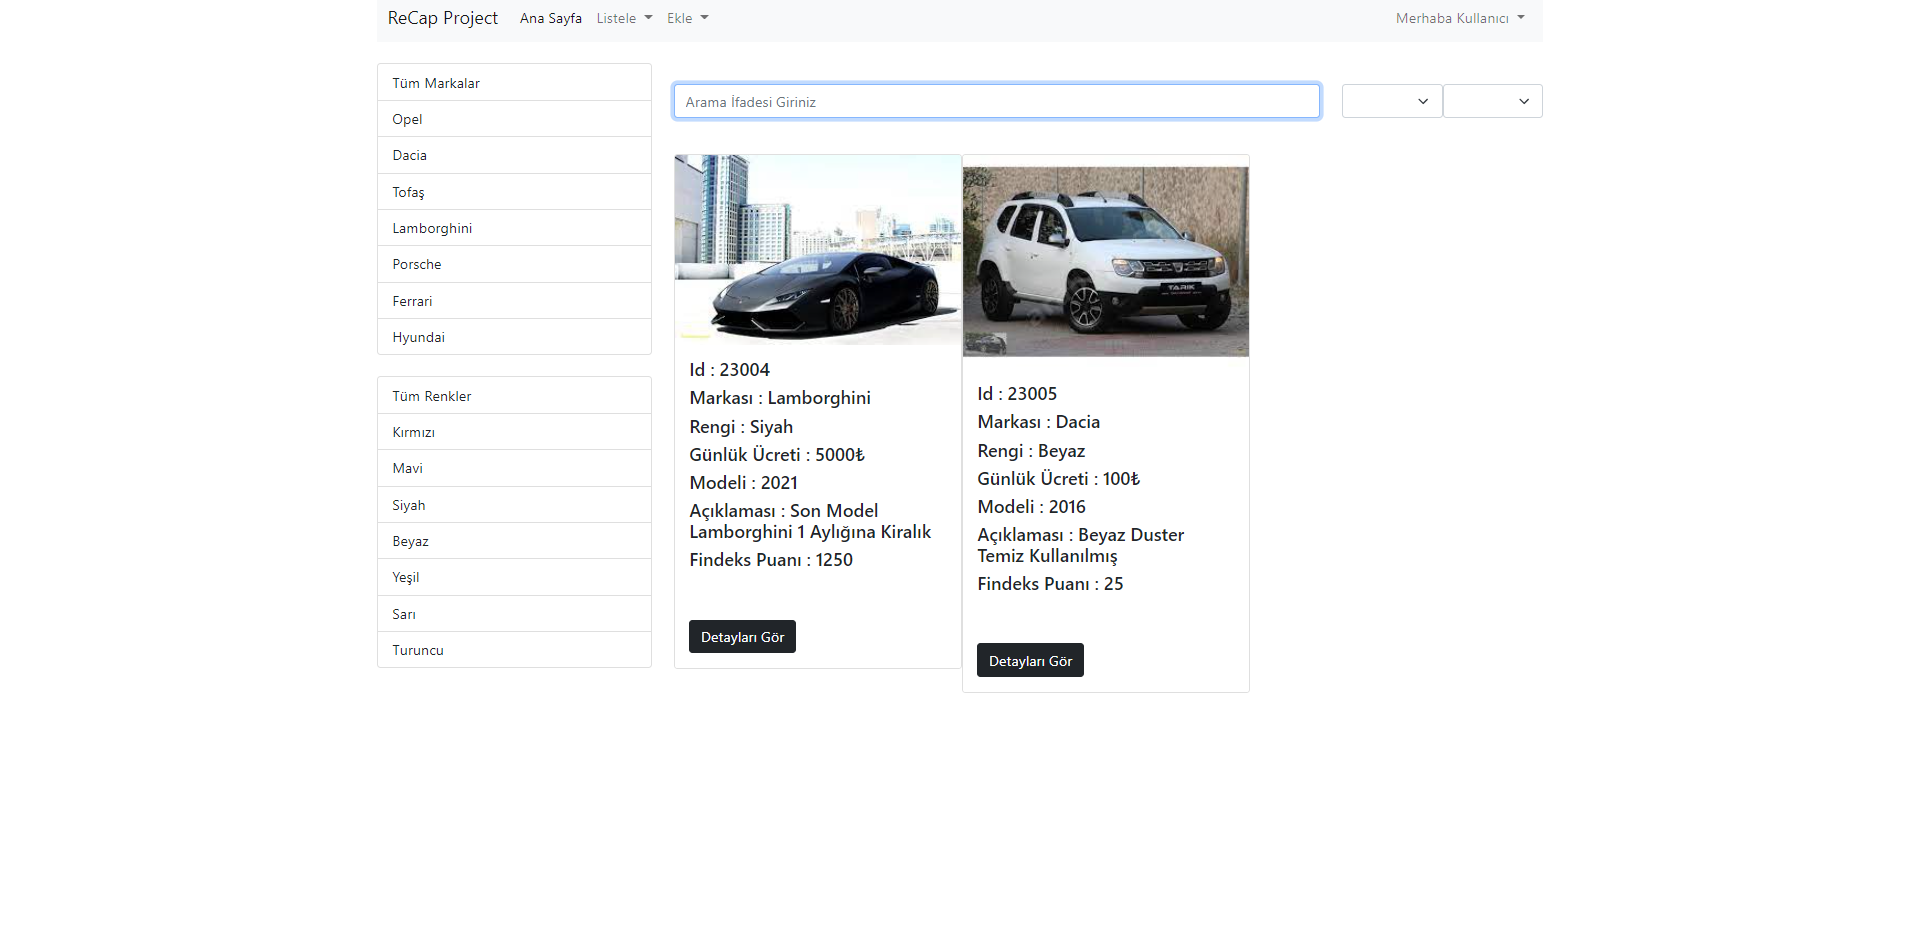 ReCap Project Ana Sayfa Listele Ekle Merhaba Kullanıcı
Tüm Markalar
Opel
Dacia
Tofaş
Lamborghini
Porsche
Ferrari
Hyundai
Tüm Renkler
Kırmızı
Mavi
Siyah
Beyaz
Yeşil
Sarı
Turuncu
Arama İfadesi Giriniz
Id : 23004
Markası : Lamborghini
Rengi : Siyah
Günlük Ücreti : 5000₺
Modeli : 2021
Açıklaması : Son Model
Lamborghini 1 Aylığına Kiralık
Findeks Puanı : 1250
Detayları Gör
TARIK
Id : 23005
Markası : Dacia
Rengi : Beyaz
Günlük Ücreti : 100₺
Modeli : 2016
Açıklaması : Beyaz Duster
Temiz Kullanılmış
Findeks Puanı : 25
Detayları Gör